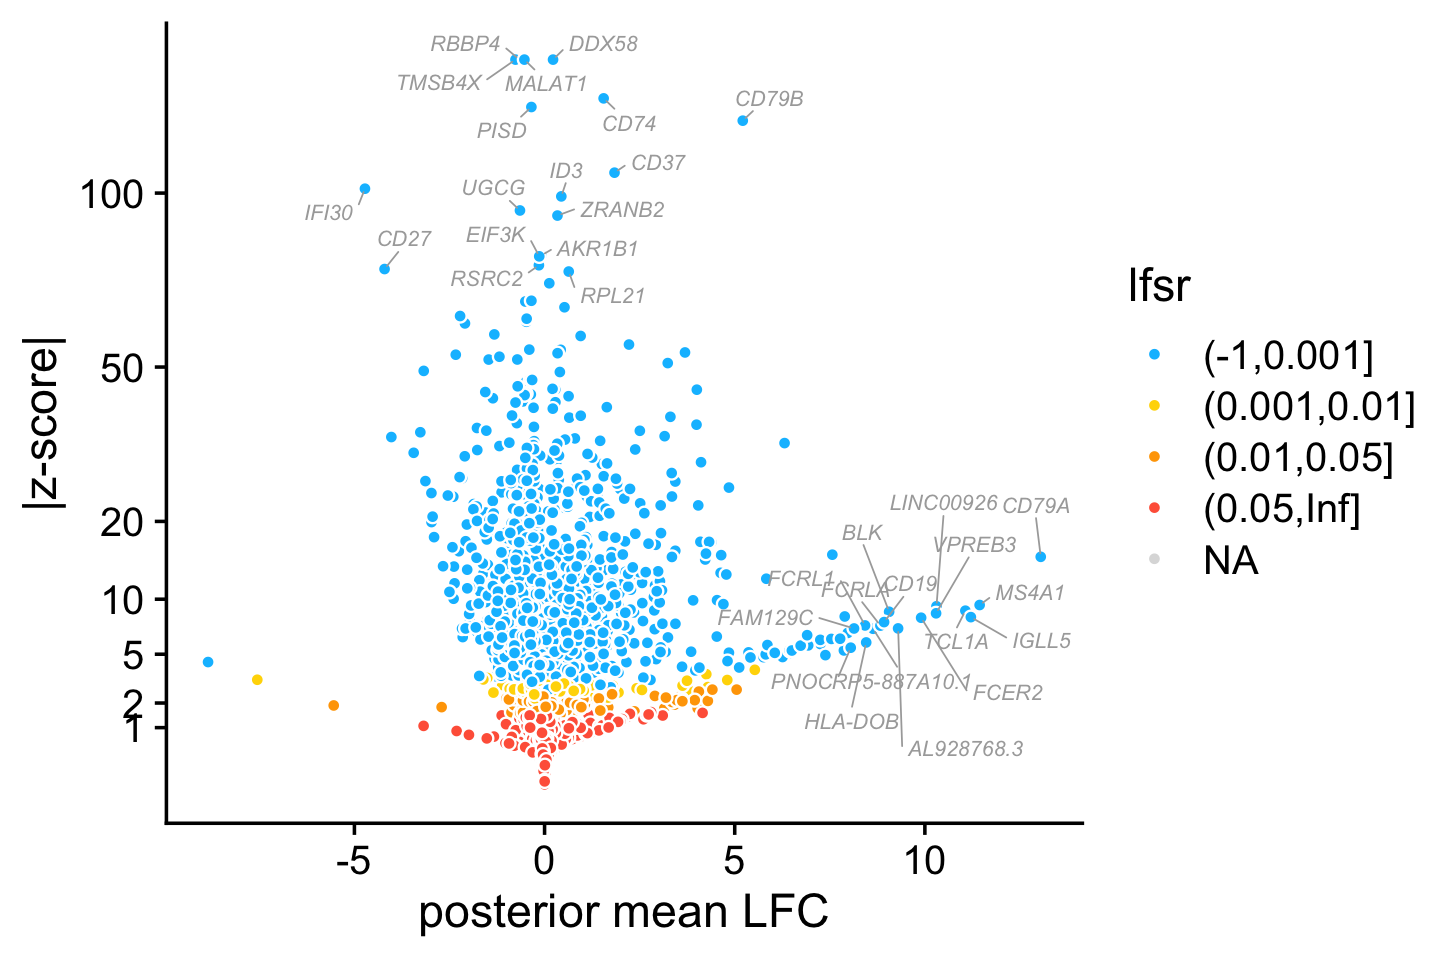 RBBP4
DDX58
TMSB4X
MALAT1
CD79B
PISD
CD74
ID3
CD37
UGCG
100
IFI30
ZRANB2
CD27
EIF3K
AKR1B1
RSRC2
RPL21
lfsr
(-1,0.001]
50
(0.001,0.01]
|z-score|
(0.01,0.05]
LINC00926
CD79A
(0.05,Inf]
20
BLK
VPREB3
NA
FCRL1
FCRLA
CD19
MS4A1
10
FAM129C
TCL1A
IGLL5
5
PNOC
RP5-887A10.1
FCER2
2
HLA-DOB
1
AL928768.3
-5
0
5
10
posterior mean LFC